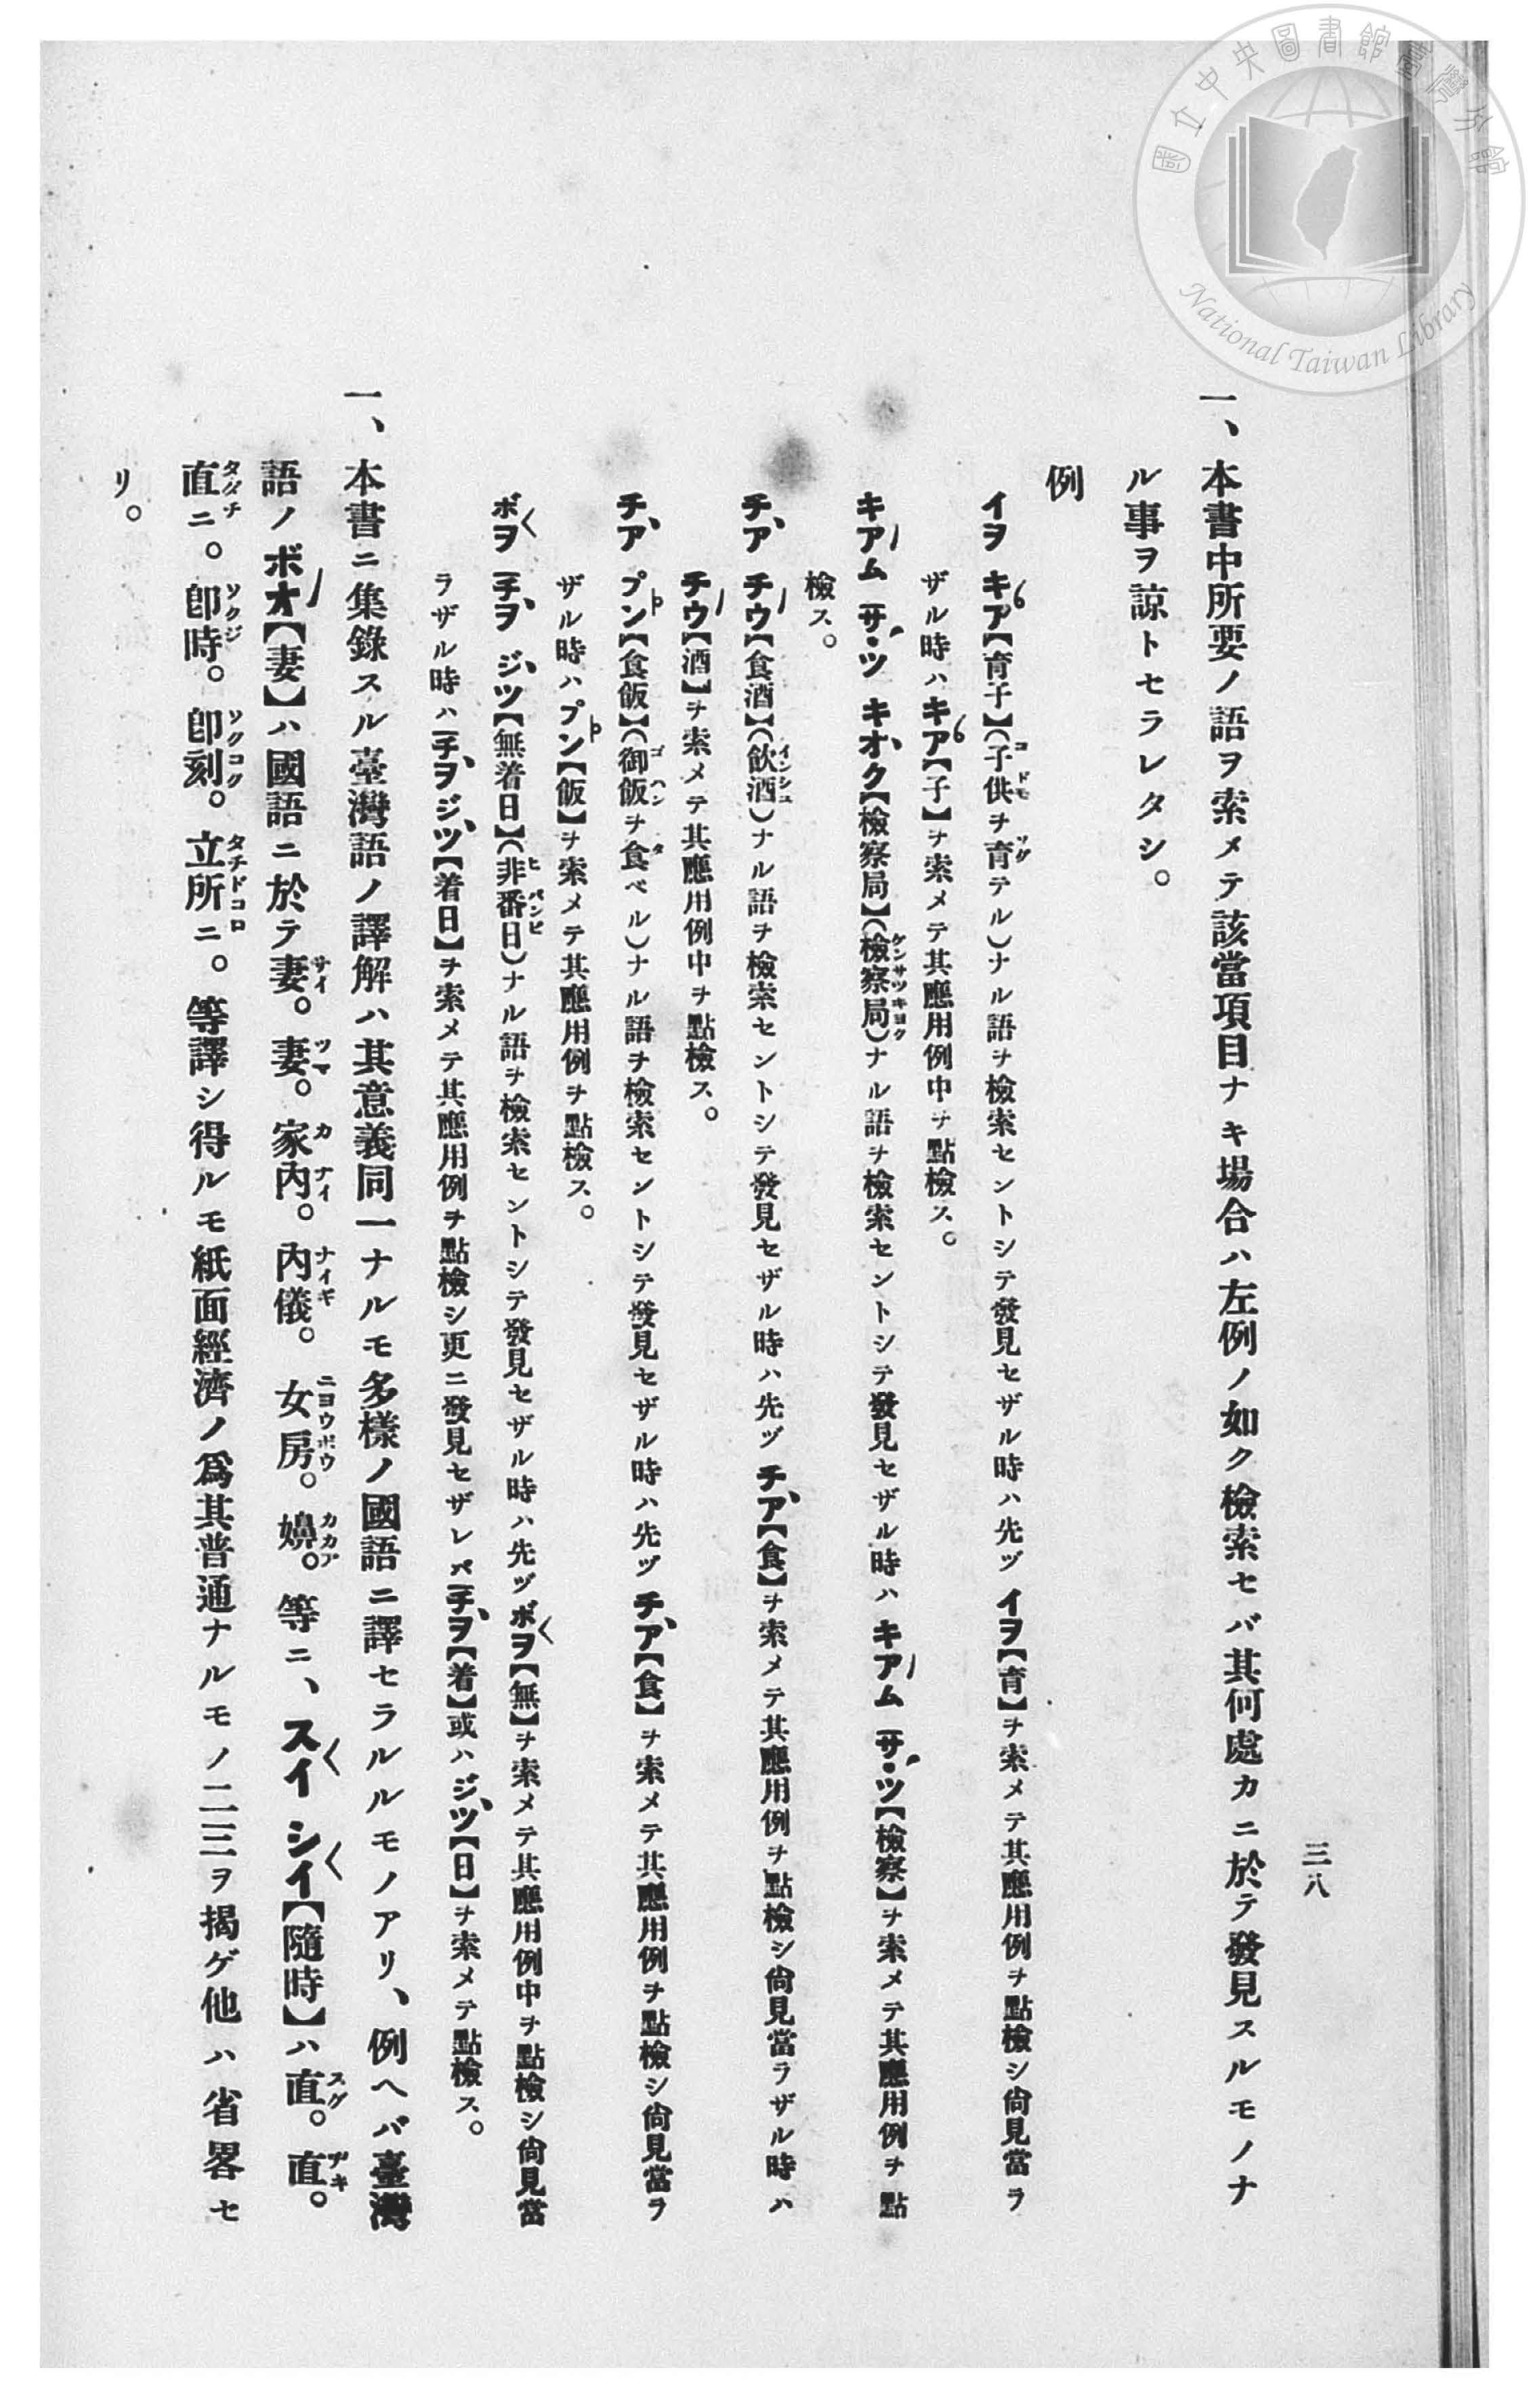 國立中央圖書館臺灣分館
National Taiwan Library
三八
一、本書中所要ノ語ヲ索メテ該當項目ナキ場合ハ左例ノ如ク檢索セバ其何處カニ於テ發見スルモノナ
ル事ヲ諒トセラレタシ。
例
イヲ キア【育子】(子供ヲ育テル)ナル語ヲ檢索セントシテ發見セザル時ハ先ヅ イヲ【育】ヲ索メテ其應用例ヲ點檢シ尙見當ラ
ザル時ハキア【子】ヲ索メテ其應用例中ヲ點檢ス。
キアム サ・ツ キオク【檢察局】(檢察局)ナル語ヲ檢索セントシテ發見セザル時ハ キアム サ・ツ【檢察】ヲ索メテ其應用例ヲ點
檢ス。
チア チウ【食酒】(飮酒)ナル語ヲ檢索セントシテ發見セザル時ハ先ヅ チア【食】ヲ索メテ其應用例ヲ點檢シ尙見當ラザル時ハ
チウ【酒】ヲ索メテ其應用例中ヲ點檢ス。
チア プン【食飯】(御飯ヲ食ベル)ナル語ヲ檢索セントシテ發見セザル時ハ先ヅ チア【食】ヲ索メテ其應用例ヲ點檢シ尙見當ラ
ザル時ハプン【飯】ヲ索メテ其應用例ヲ點檢ス。
ボヲ チヲ ジツ【無着日】(非番日)ナル語ヲ檢索セントシテ發見セザル時ハ先ヅボヲ【無】ヲ索メテ其應用例中ヲ點檢シ尙見當
ラザル時ハチヲジツ【着日】ヲ索メテ其應用例ヲ點檢シ更ニ發見セザレバチヲ【着】或ハジツ【日】ヲ索メテ點檢ス。
一、本書ニ集錄スル臺灣語ノ譯解ハ其意義同一ナルモ多樣ノ國語ニ譯セラルルモノアリ、例ヘバ臺灣
語ノボオ【妻】ハ國語ニ於テ妻。妻。家內。內儀。女房。嬶。等ニ、スイ シイ【隨時】ハ直。直。
直ニ。卽時。卽刻。立所ニ。等譯シ得ルモ紙面經濟ノ爲其普通ナルモノノ二三ヲ揭ゲ他ハ省畧セ
リ。